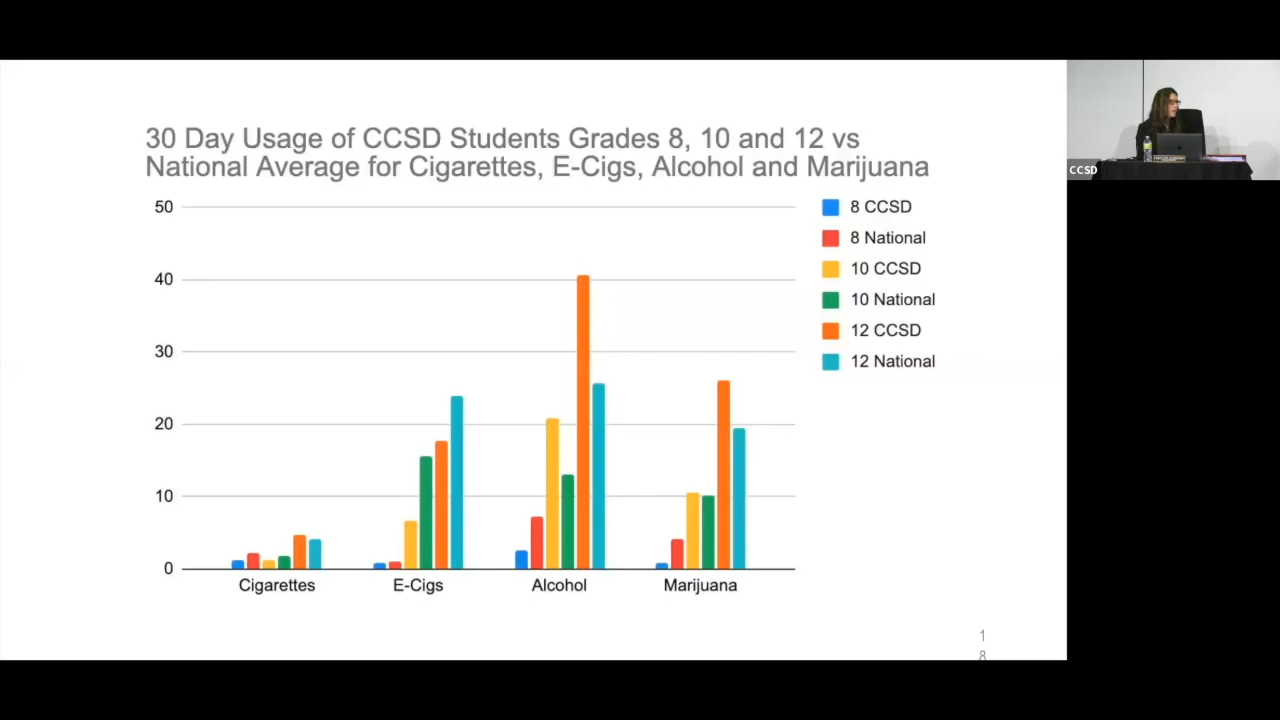 30 Day Usage of CCSD Students Grades 8, 10 and 12 vs
National Average for Cigarettes, E-Cigs, Alcohol and Marijuana
50
40
30
20
10
0
Cigarettes
E-Cigs
Alcohol
Marijuana
8 CCSD
8 National
10 CCSD
10 National
12 CCSD
12 National
1
8
CCSD